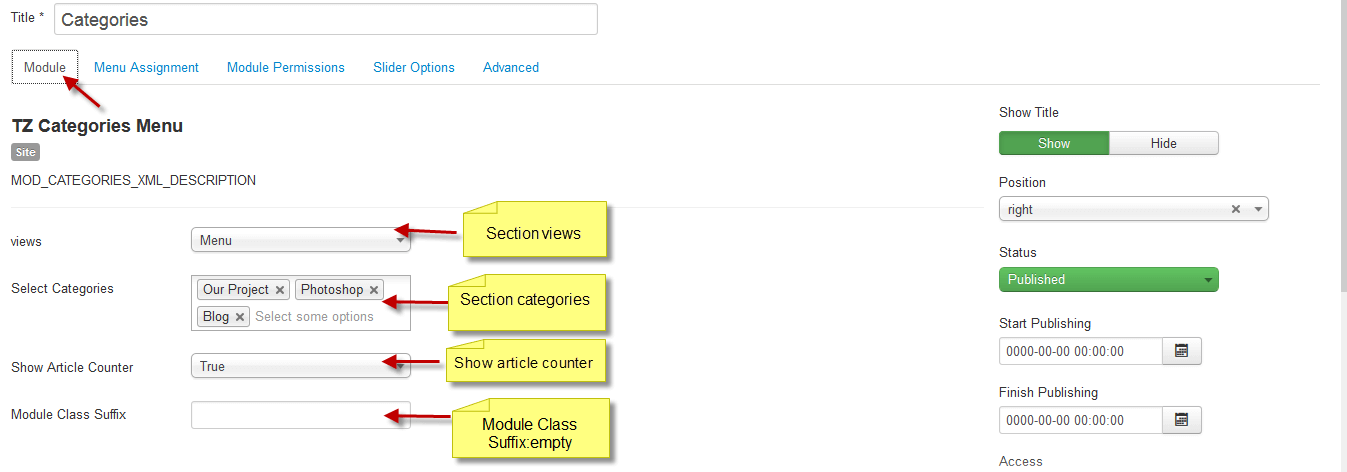 Title *
Categories
Module
Menu Assignment
Module Permissions
Slider Options
Advanced
TZ Categories Menu
Site
MOD_CATEGORIES_XML_DESCRIPTION
views
Menu
Section views
Select Categories
Our Project
Photoshop
Blog
Select some options
Section categories
Show Article Counter
True
Show article counter
Module Class Suffix
Module Class
Suffix:empty
Show Title
Show
Hide
Position
right
Status
Published
Start Publishing
0000-00-00 00:00:00
Finish Publishing
0000-00-00 00:00:00
Access